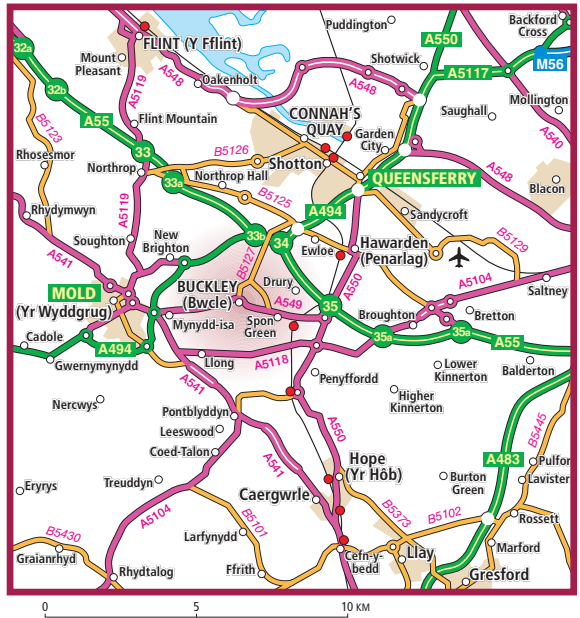 Puddington
Backford
Cross
FLINT (Y Fflint)
A550
32a
Mount
Pleasant
A548
Shotwick
M56
A5117
Oakenholt
32b
A5119
A548
Mollington
CONNAH'S
QUAY
Saughall
A540
A55
Flint Mountain
B5123
Garden
City
33
B5126
Rhosesmor
Shotton
A548
Northrop
Northrop Hall
QUEENSFERRY
33a
Blacon
B5125
Rhydymwyn
A5119
A494
Sandycroft
33b
34
B5129
Soughton
New
Brighton
Ewloe
Hawarden
(Penarlag)
A541
B5127
A5104
BUCKLEY
(Bwcle)
Drury
A550
MOLD
(Yr Wyddgrug)
A549
Saltney
35
Broughton
Bretton
Mynydd-isa
Spon
Green
Cadole
35a
35a
A55
A494
Llong
A5118
Gwernymynydd
Lower
Kinnerton
Balderton
A541
Penyffordd
Higher
Kinnerton
Nercwys
Pontblyddyn
A550
B5445
Leeswood
Coed-Talon
A541
Hope
(Yr Hôb)
A483
Pulfor
Treuddyn
Burton
Green
Lavister
Eryrys
Caergwrle
A5104
B5101
B5373
B5102
Rossett
B5430
Larfynydd
Graianrhyd
Marford
Cefn-y-
bedd
Llay
Ffrith
Rhydtalog
Gresford
0 5 10 KM